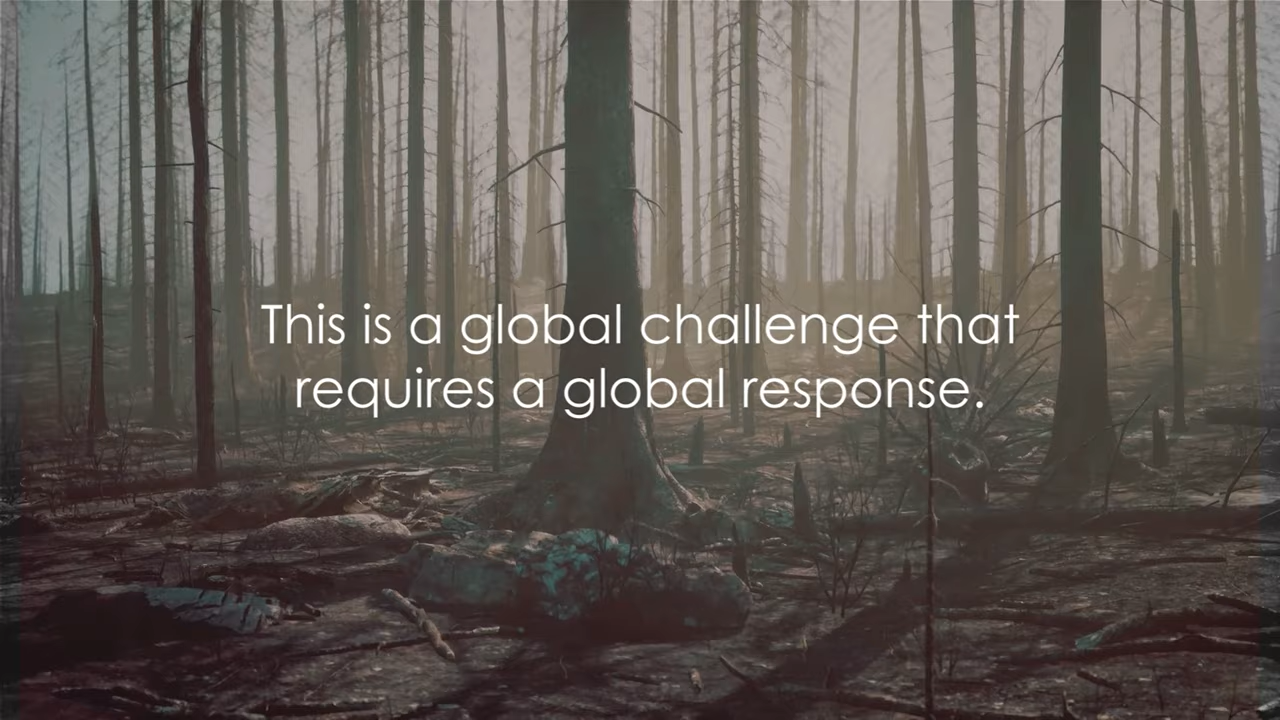 This is a global challenge that
requires a global response.